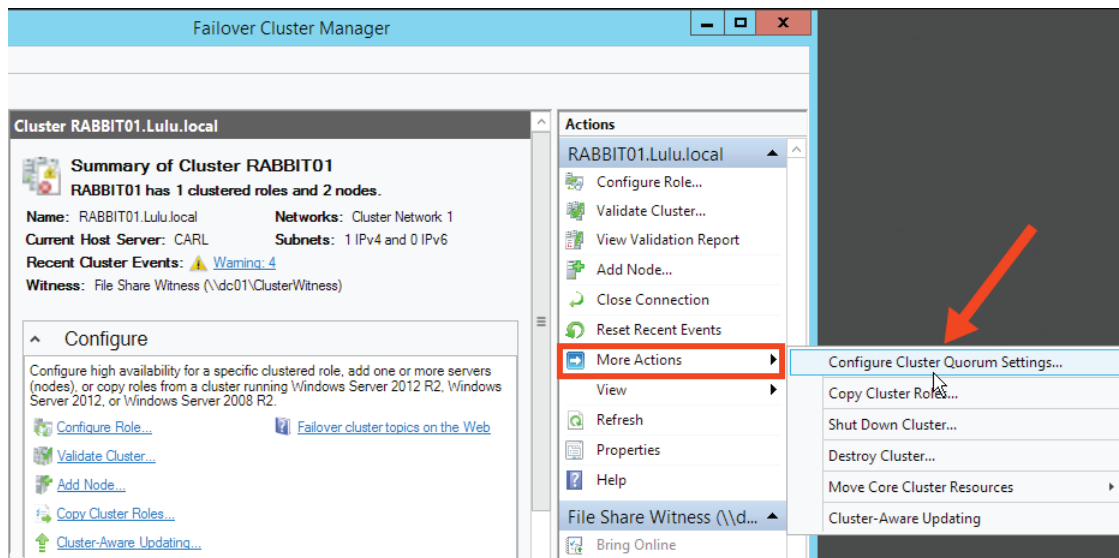 Failover Cluster Manager
Cluster RABBIT01.Lulu.local
Summary of Cluster RABBIT01
RABBIT01 has 1 clustered roles and 2 nodes.
Name: RABBIT01.Lulu.local Networks: Cluster Network 1
Current Host Server: CARL Subnets: 1 IPv4 and 0 IPv6
Recent Cluster Events: Warning: 4
Witness: File Share Witness (\\dc01\ClusterWitness)
Configure
Configure high availability for a specific clustered role, add one or more servers
(nodes), or copy roles from a cluster running Windows Server 2012 R2, Windows
Server 2012, or Windows Server 2008 R2.
Configure Role... Failover cluster topics on the Web
Validate Cluster...
Add Node...
Copy Cluster Roles...
Cluster-Aware Updating...
Actions
RABBIT01.Lulu.local
Configure Role...
Validate Cluster...
View Validation Report
Add Node...
Close Connection
Reset Recent Events
More Actions
View
Refresh
Properties
Help
File Share Witness (\\d...
Bring Online
Configure Cluster Quorum Settings...
Copy Cluster Roles...
Shut Down Cluster...
Destroy Cluster...
Move Core Cluster Resources
Cluster-Aware Updating